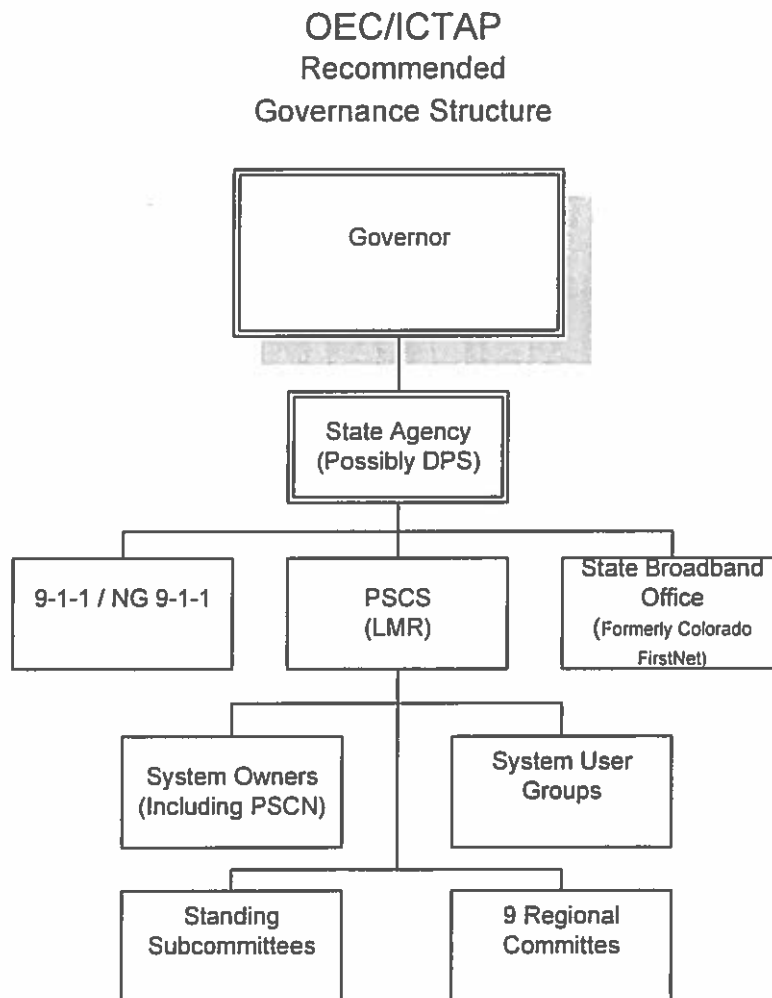 OEC/ICTAP
Recommended
Governance Structure
Governor
State Agency
(Possibly DPS)
9-1-1 / NG 9-1-1
PSCS
(LMR)
State Broadband
Office
(Formerly Colorado
FirstNet)
System Owners
(Including PSCN)
System User
Groups
Standing
Subcommittees
9 Regional
Committes